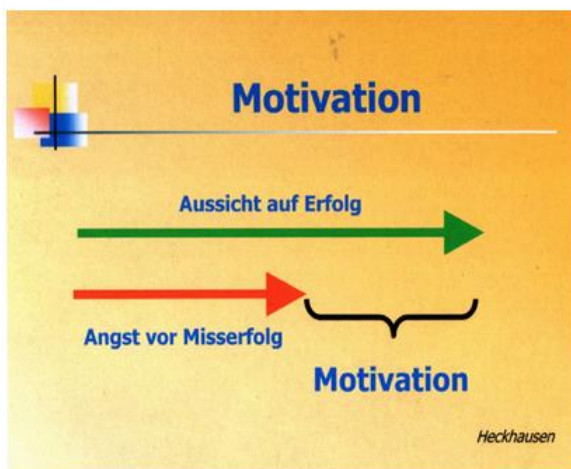 Motivation
Aussicht auf Erfolg
Angst vor Misserfolg
Motivation
Heckhausen